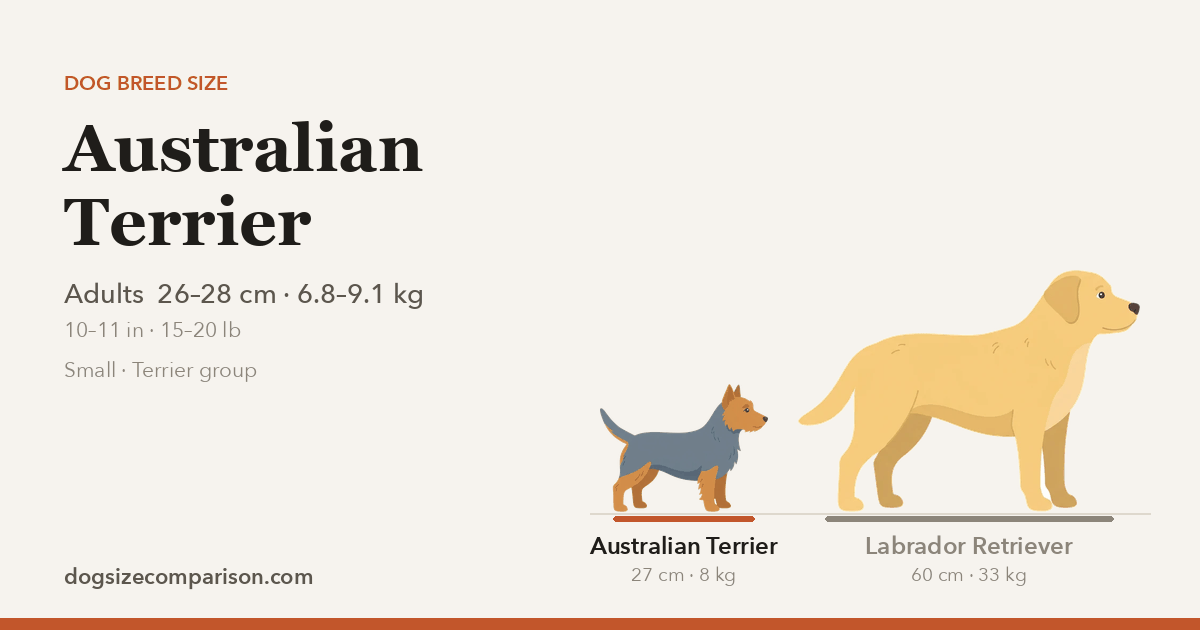 DOG BREED SIZE
Australian
Terrier
Adults 26–28 cm · 6.8–9.1 kg
10–11 in · 15–20 lb
Small · Terrier group
Australian Terrier
27 cm · 8 kg
Labrador Retriever
60 cm · 33 kg
dogsizecomparison.com